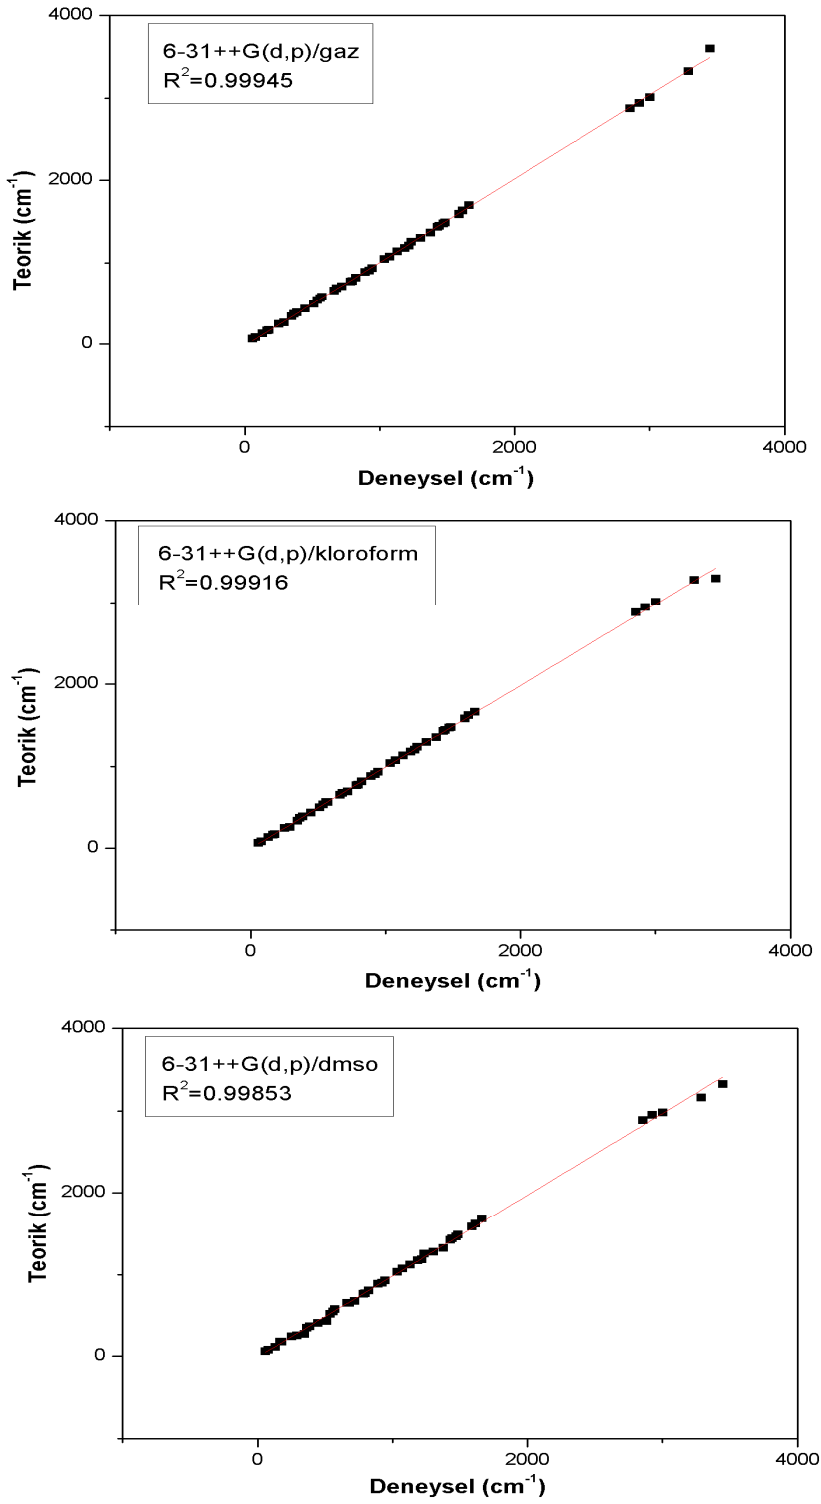 4000
6-31++G(d,p)/gaz
R²=0.99945
2000
Teorik (cm⁻¹)
0
0 2000 4000
Deneysel (cm⁻¹)
4000
6-31++G(d,p)/kloroform
R²=0.99916
2000
Teorik (cm⁻¹)
0
0 2000 4000
Deneysel (cm⁻¹)
4000
6-31++G(d,p)/dmso
R²=0.99853
2000
Teorik (cm⁻¹)
0
0 2000 4000
Deneysel (cm⁻¹)